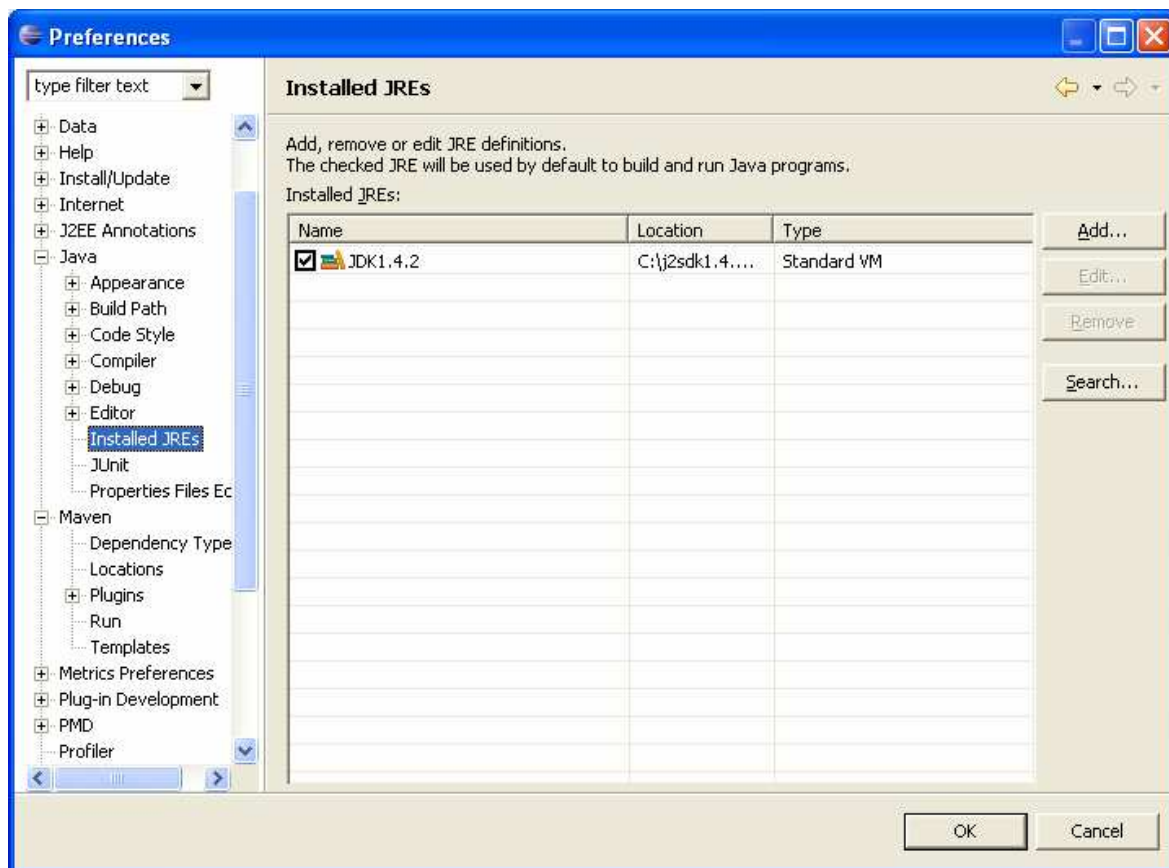 Preferences
type filter text
Data
Help
Install/Update
Internet
J2EE Annotations
Java
Appearance
Build Path
Code Style
Compiler
Debug
Editor
Installed JREs
JUnit
Properties Files Ec
Maven
Dependency Type
Locations
Plugins
Run
Templates
Metrics Preferences
Plug-in Development
PMD
Profiler
Installed JREs
Add, remove or edit JRE definitions.
The checked JRE will be used by default to build and run Java programs.
Installed JREs:
Name Location Type
JDK1.4.2 C:\j2sdk1.4.... Standard VM
Add...
Edit...
Remove
Search...
OK Cancel